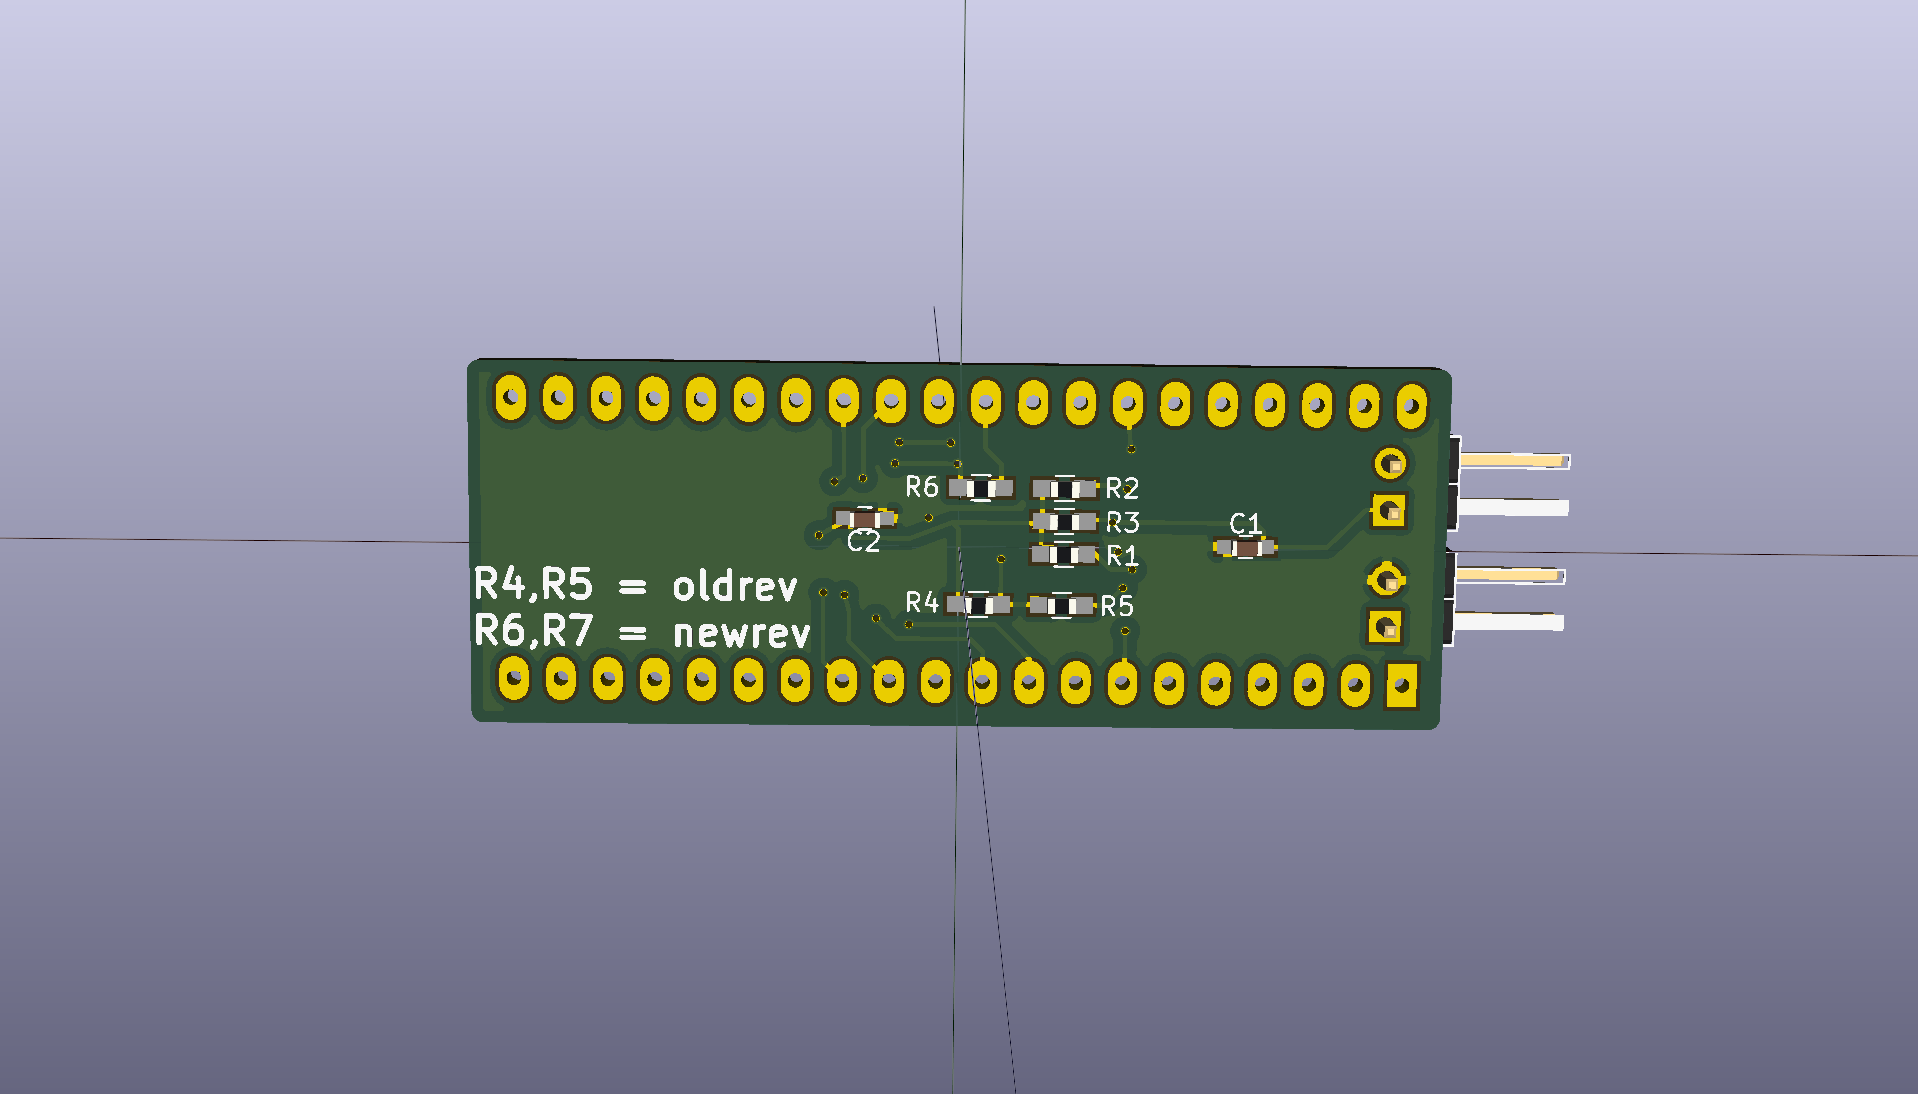 R6
R2
R3
C1
C2
R1
R4,R5 = oldrev
R4
R5
R6,R7 = newrev